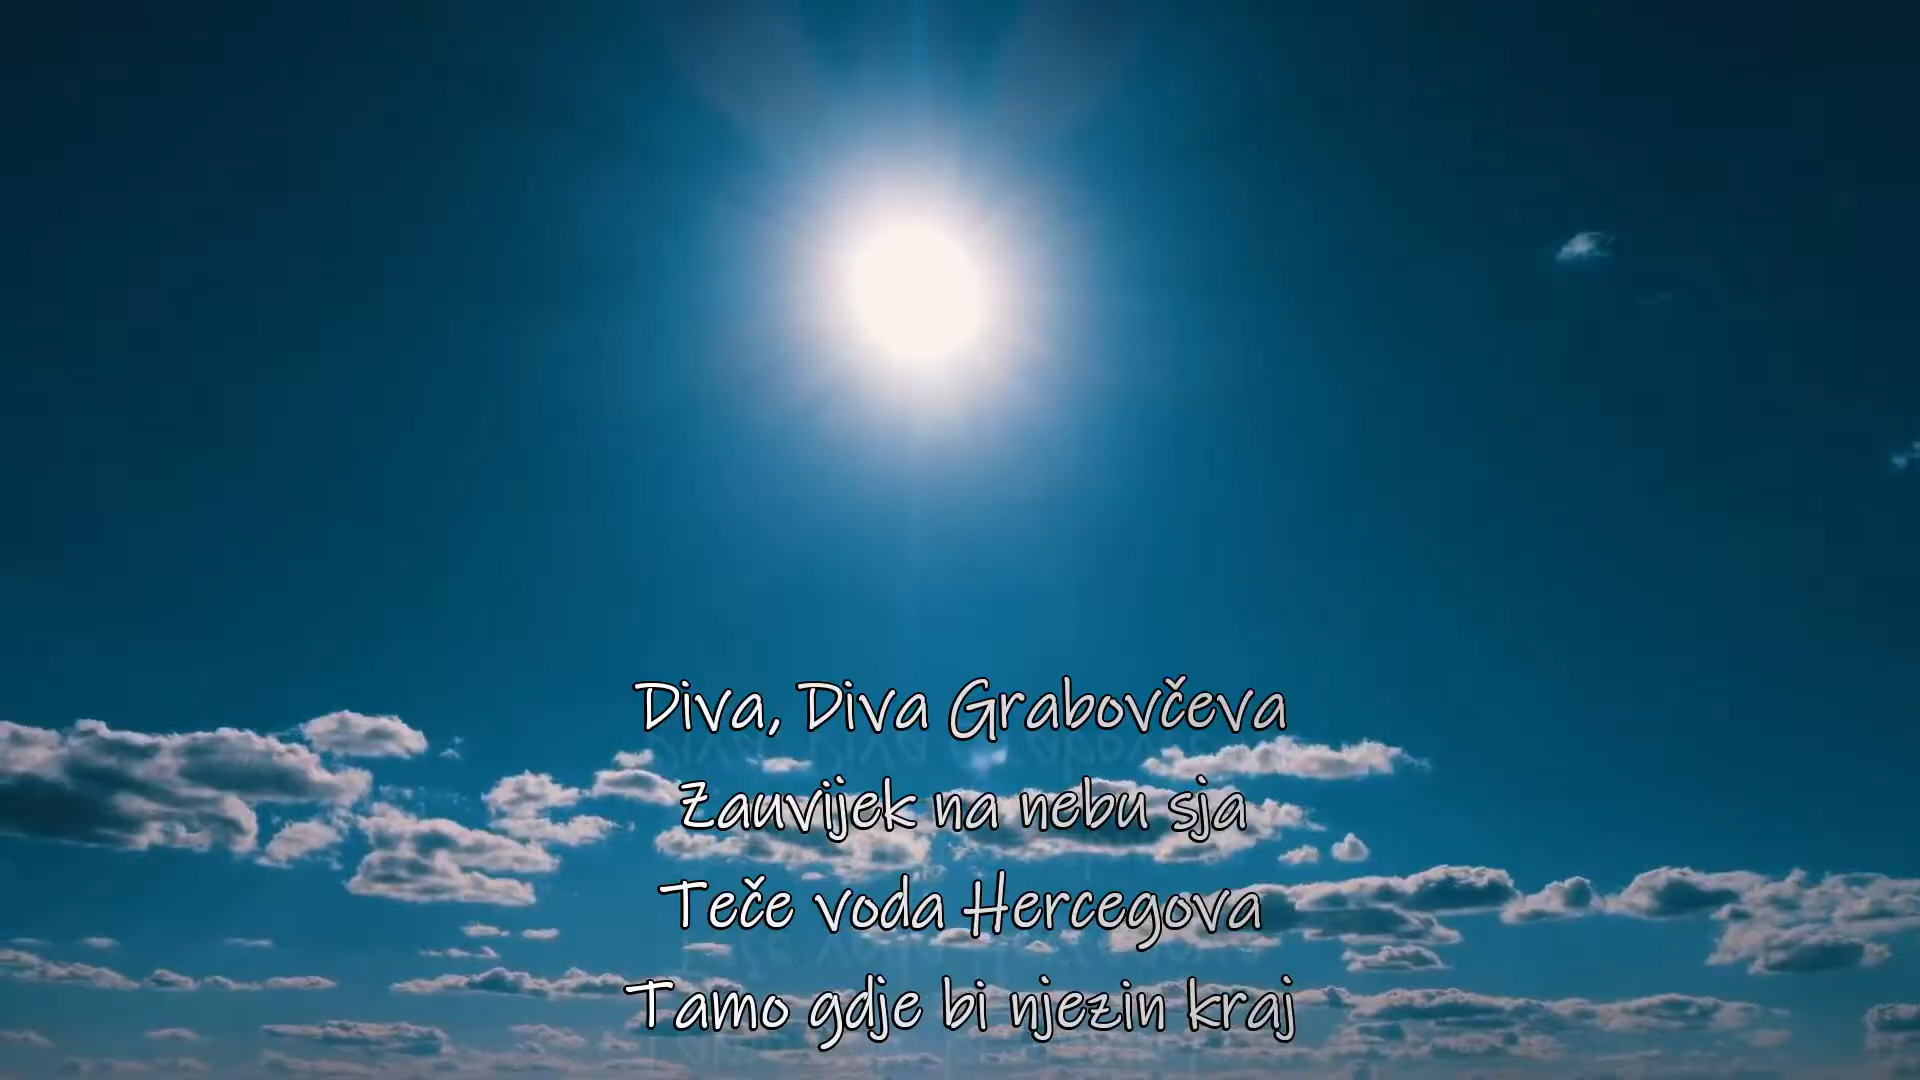 Diva, Diva Grabovčeva
Zauvijek na nebu sja
Teče voda Hercegova
Tamo gdje bi njezin kraj